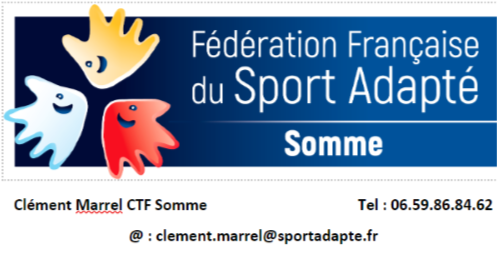 Fédération Française
du Sport Adapté
Somme
Clément Marrel CTF Somme Tel : 06.59.86.84.62
@ : clement.marrel@sportadapte.fr